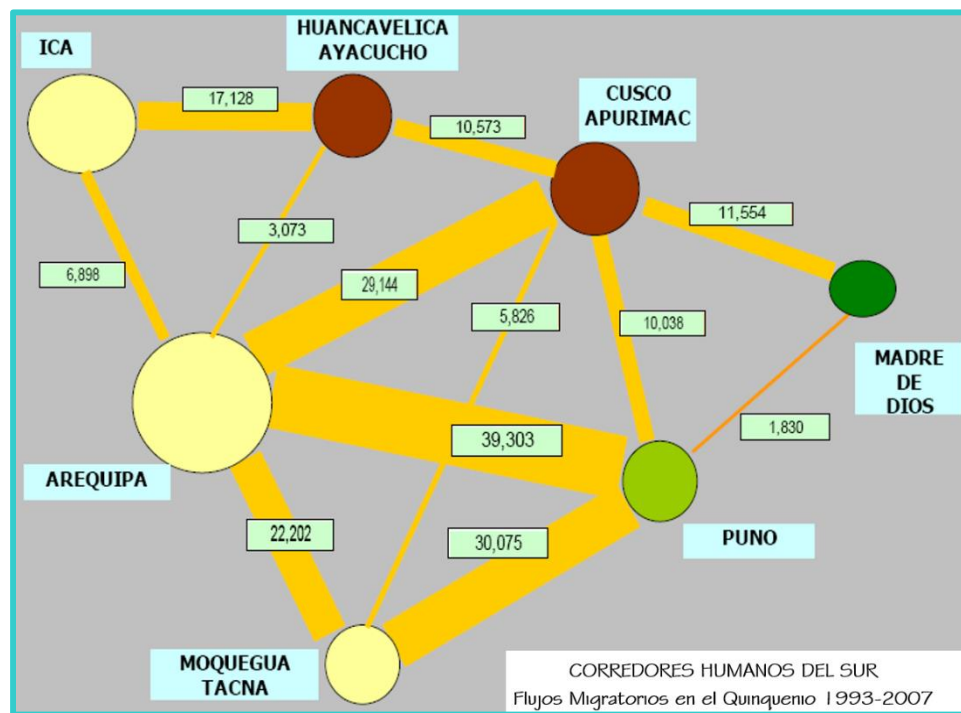 ICA
HUANCAVELICA
AYACUCHO
17,128
CUSCO
APURIMAC
10,573
11,554
3,073
6,898
29,144
5,826
10,038
MADRE
DE
DIOS
1,830
39,303
AREQUIPA
22,202
30,075
PUNO
MOQUEGUA
TACNA
CORREDORES HUMANOS DEL SUR
Flujos Migratorios en el Quinquenio 1993-2007